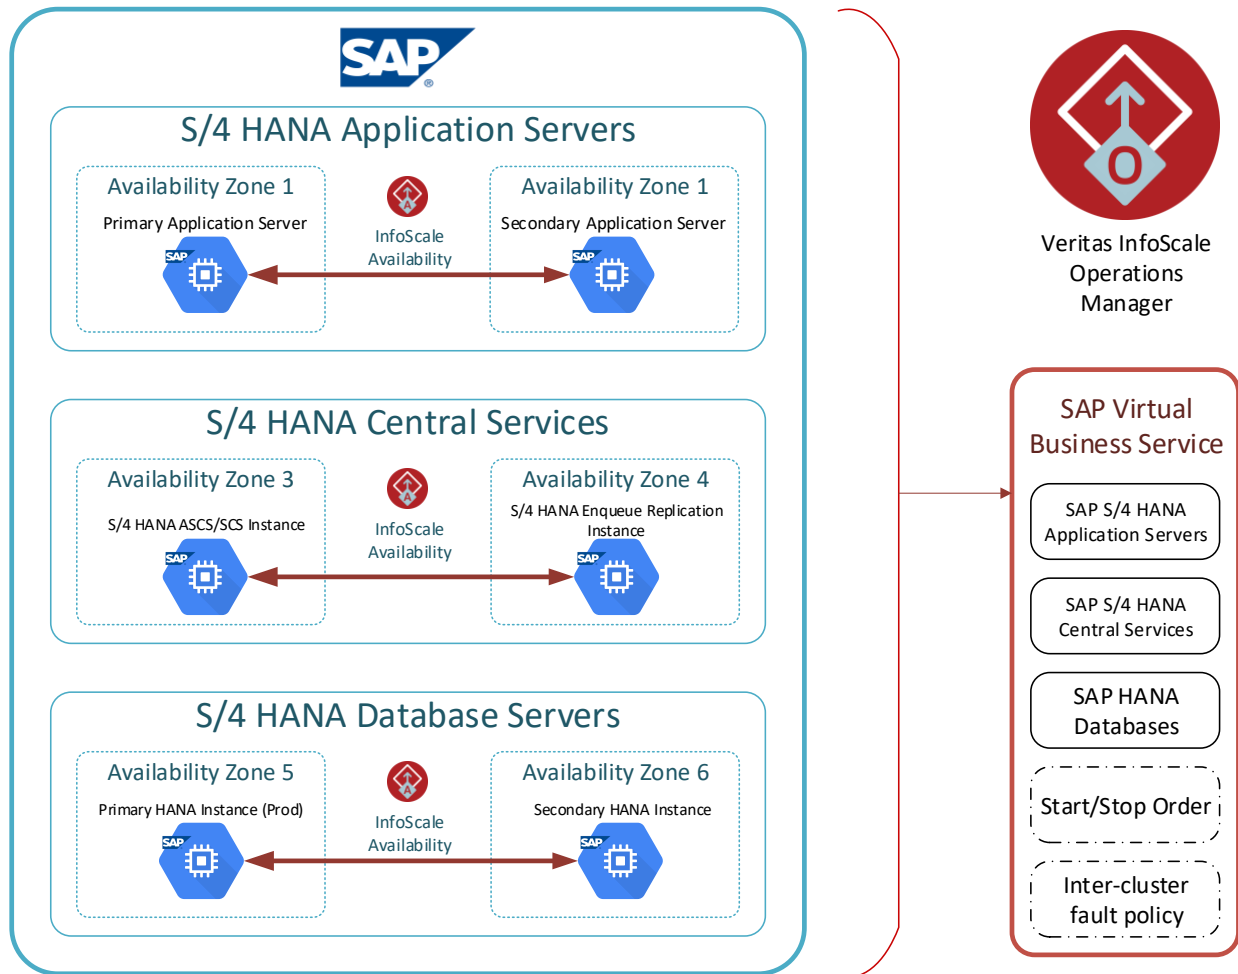 SAP
®
S/4 HANA Application Servers
Availability Zone 1
Primary Application Server
SAP
A
InfoScale
Availability
Availability Zone 1
Secondary Application Server
SAP
S/4 HANA Central Services
Availability Zone 3
S/4 HANA ASCS/SCS Instance
SAP
A
InfoScale
Availability
Availability Zone 4
S/4 HANA Enqueue Replication
Instance
SAP
S/4 HANA Database Servers
Availability Zone 5
Primary HANA Instance (Prod)
SAP
A
InfoScale
Availability
Availability Zone 6
Secondary HANA Instance
SAP
O
Veritas InfoScale
Operations
Manager
SAP Virtual
Business Service
SAP S/4 HANA
Application Servers
SAP S/4 HANA
Central Services
SAP HANA
Databases
Start/Stop Order
Inter-cluster
fault policy